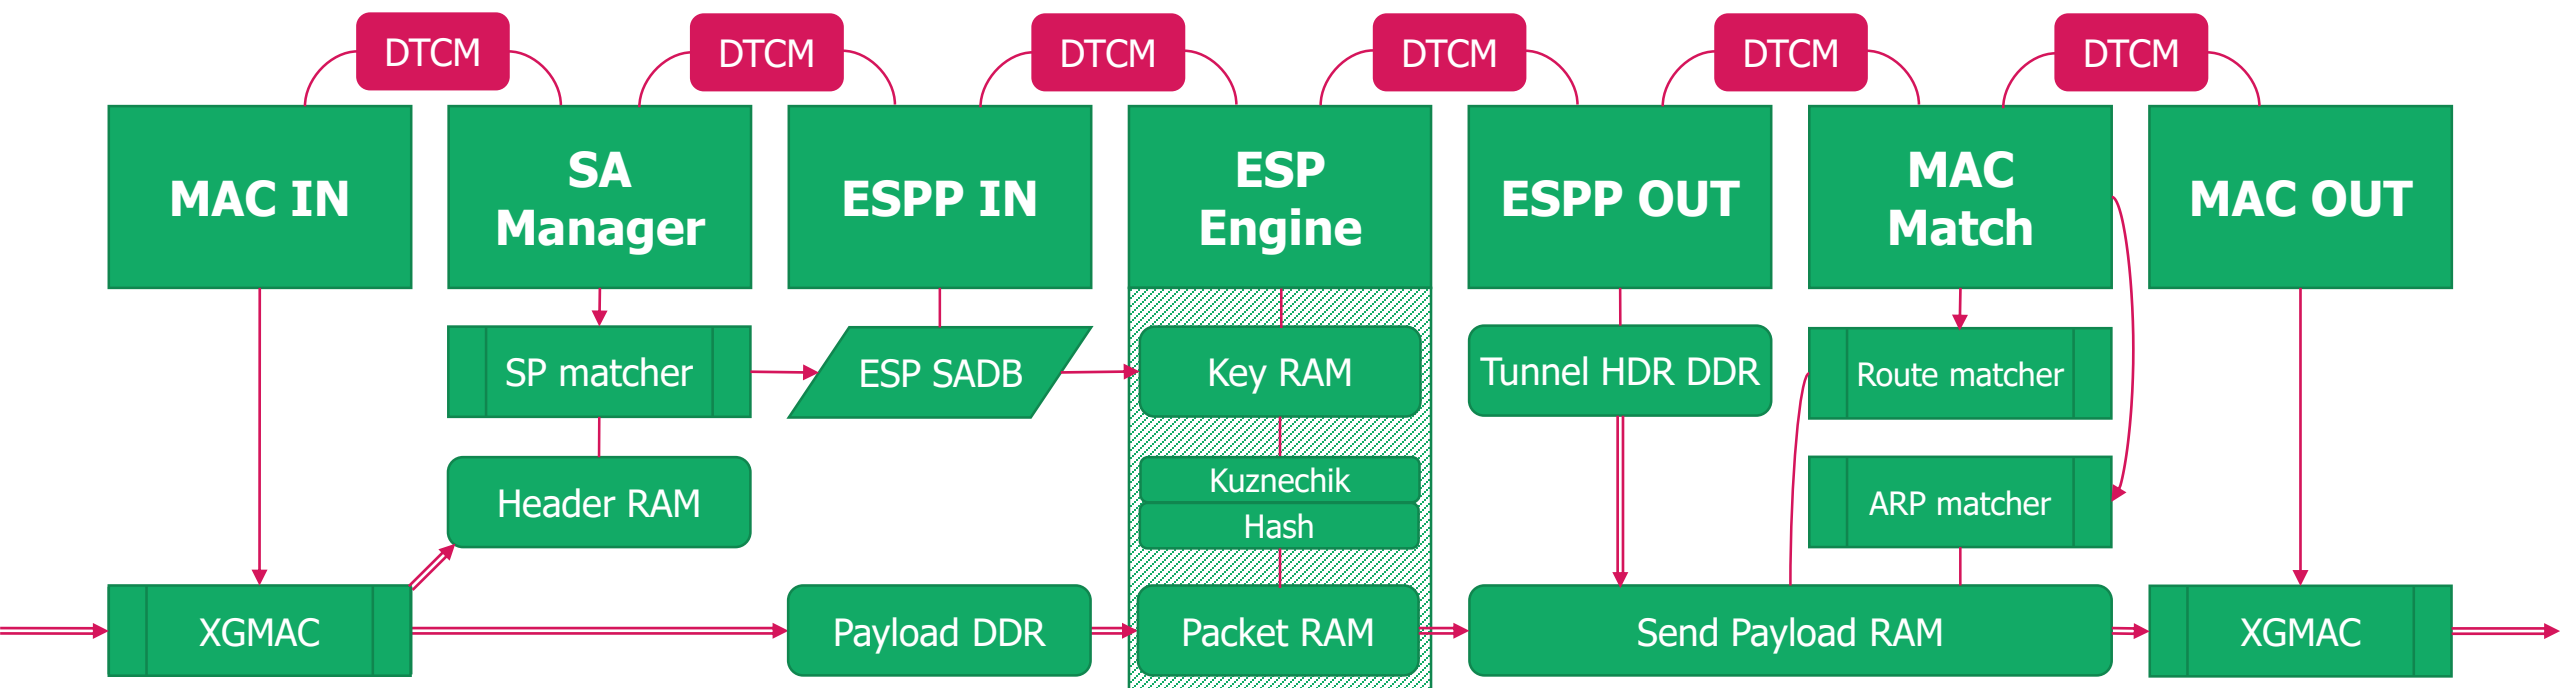 DTCM
DTCM
DTCM
DTCM
DTCM
DTCM
MAC IN
SA
Manager
ESPP IN
ESP
Engine
ESPP OUT
MAC
Match
MAC OUT
SP matcher
ESP SADB
Key RAM
Tunnel HDR DDR
Route matcher
Header RAM
Kuznechik
Hash
ARP matcher
XGMAC
Payload DDR
Packet RAM
Send Payload RAM
XGMAC